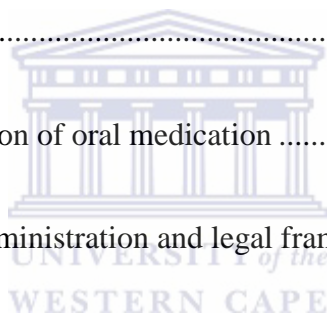 ........................................
on of oral medication ......
ministration and legal fran
UNIVERSITY of the
WESTERN CAPE